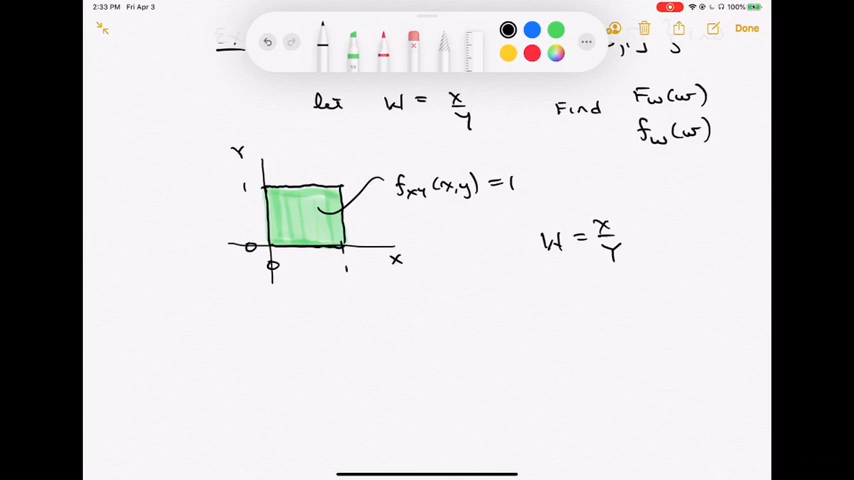 2:33 PM Fri Apr 3
100%
Done
let W = X/Y Find F_W(w)
f_W(w)
Y
1
f_XY(x,y) = 1
W = X/Y
0
0
1
X